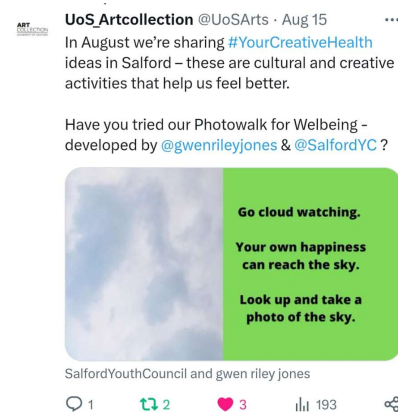 ART
COLLECTION
UoS_Artcollection @UoSArts · Aug 15 ...
In August we're sharing #YourCreativeHealth
ideas in Salford – these are cultural and creative
activities that help us feel better.
Have you tried our Photowalk for Welbeing -
developed by @gwenrileyjones & @SalfordYC ?
Go cloud watching.
Your own happiness
can reach the sky.
Look up and take a
photo of the sky.
SalfordYouthCouncil and gwen riley jones
1 2 3 193